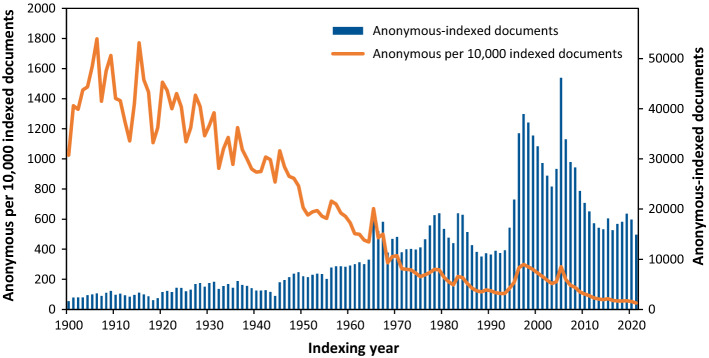 Anonymous-indexed documents
Anonymous per 10,000 indexed documents
Anonymous per 10,000 indexed documents
2000
1800
1600
1400
1200
1000
800
600
400
200
0
50000
40000
30000
20000
10000
0
Anonymous-indexed documents
1900 1910 1920 1930 1940 1950 1960 1970 1980 1990 2000 2010 2020
Indexing year